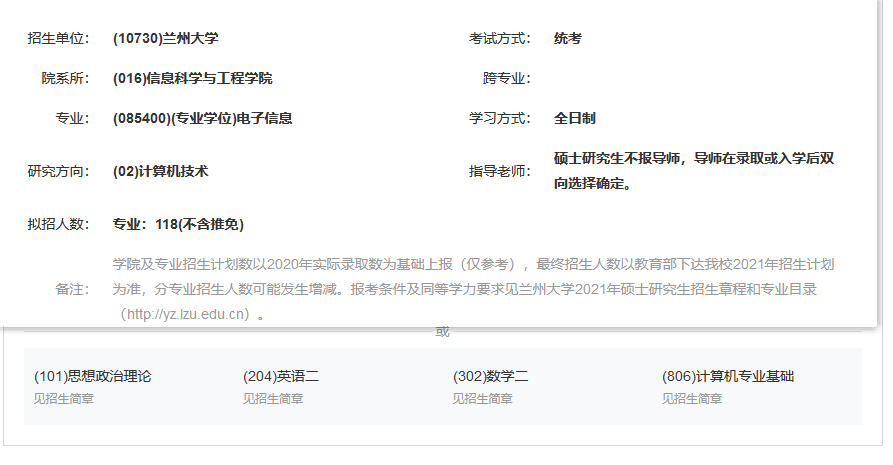 招生单位： (10730)兰州大学 考试方式： 统考
院系所： (016)信息科学与工程学院 跨专业：
专业： (085400)(专业学位)电子信息 学习方式： 全日制
研究方向： (02)计算机技术 指导老师： 硕士研究生不报导师，导师在录取或入学后双
向选择确定。
拟招人数： 专业：118(不含推免)
备注： 学院及专业招生计划数以2020年实际录取数为基础上报（仅参考），最终招生人数以教育部下达我校2021年招生计划
为准，分专业招生人数可能发生增减。报考条件及同等学力要求见兰州大学2021年硕士研究生招生章程和专业目录
（http://yz.lzu.edu.cn）。
或
(101)思想政治理论 (204)英语二 (302)数学二 (806)计算机专业基础
见招生简章 见招生简章 见招生简章 见招生简章